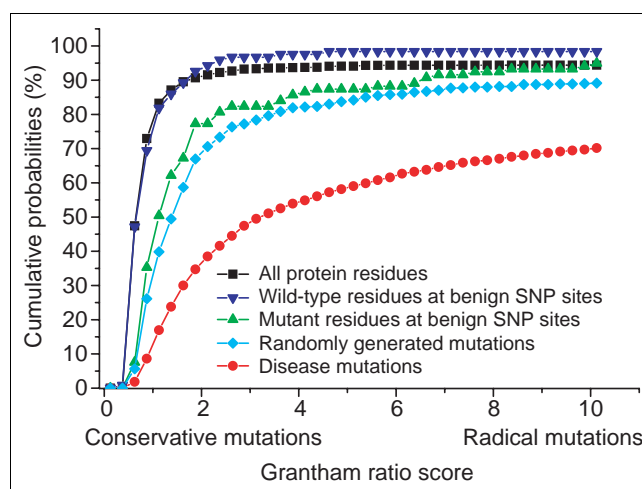 100
90
80
70
60
50
40
30
20
10
0
Cumulative probabilities (%)
All protein residues
Wild-type residues at benign SNP sites
Mutant residues at benign SNP sites
Randomly generated mutations
Disease mutations
0 2 4 6 8 10
Conservative mutations Radical mutations
Grantham ratio score